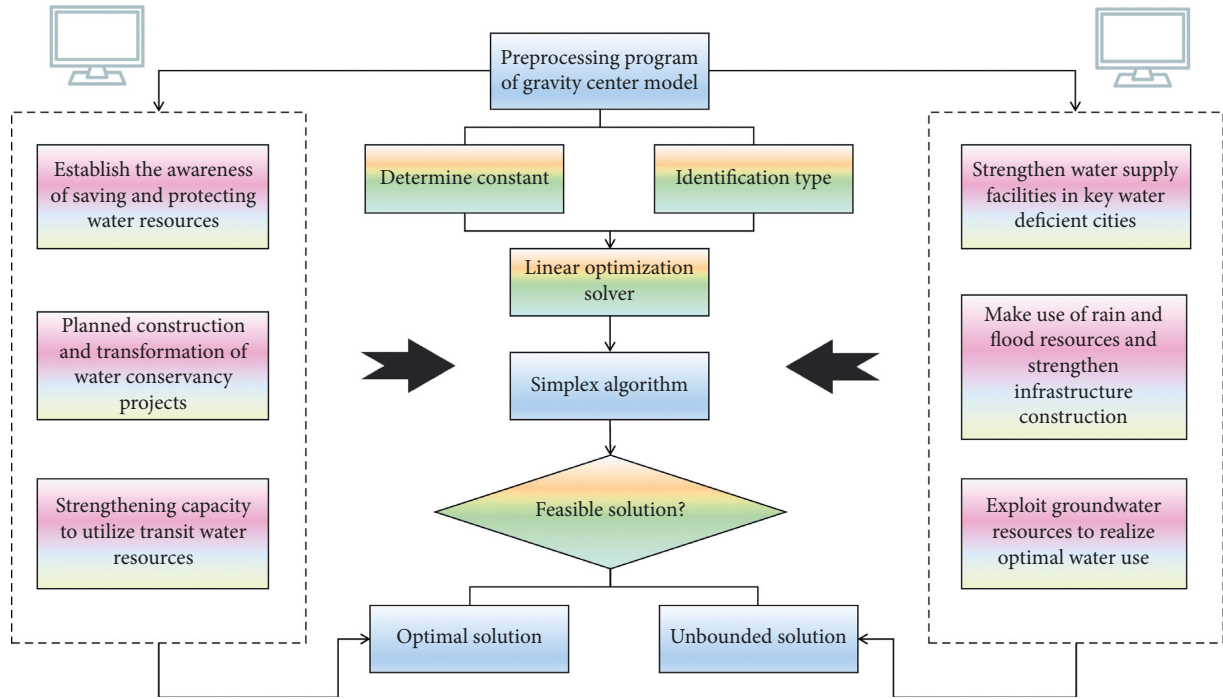 Preprocessing program
of gravity center model
Establish the awareness
of saving and protecting
water resources
Planned construction
and transformation of
water conservancy
projects
Strengthening capacity
to utilize transit water
resources
Determine constant
Identification type
Linear optimization
solver
Simplex algorithm
Feasible solution?
Optimal solution
Unbounded solution
Strengthen water supply
facilities in key water
deficient cities
Make use of rain and
flood resources and
strengthen
infrastructure
construction
Exploit groundwater
resources to realize
optimal water use